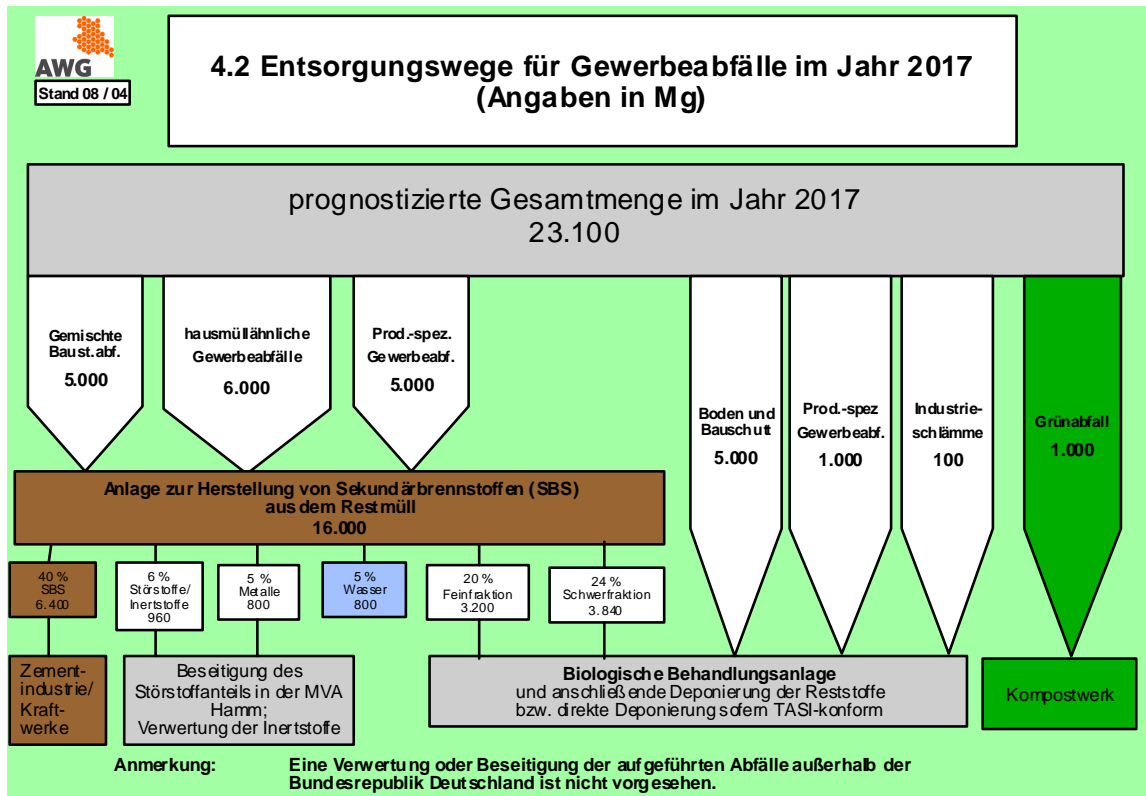 AWG
Stand 08 / 04
4.2 Entsorgungswege für Gewerbeabfälle im Jahr 2017
(Angaben in Mg)
prognostizierte Gesamtmenge im Jahr 2017
23.100
Gemischte
Baust.abf.
5.000
hausmüllähnliche
Gewerbeabfälle
6.000
Prod.-spez.
Gewerbeabf.
5.000
Boden und
Bauschutt
5.000
Prod.-spez
Gewerbeabf.
1.000
Industrie-
schlämme
100
Grünabfall
1.000
Anlage zur Herstellung von Sekundärbrennstoffen (SBS)
aus dem Restmüll
16.000
40 %
SBS
6.400
6 %
Störstoffe/
Inertstoffe
960
5 %
Metalle
800
5 %
Wasser
800
20 %
Feinfraktion
3.200
24 %
Schwerfraktion
3.840
Zement-
industrie/
Kraft-
werke
Beseitigung des
Störstoffanteils in der MVA
Hamm;
Verwertung der Inertstoffe
Biologische Behandlungsanlage
und anschließende Deponierung der Reststoffe
bzw. direkte Deponierung sofern TASI-konform
Kompostwerk
Anmerkung: Eine Verwertung oder Beseitigung der aufgeführten Abfälle außerhalb der
Bundesrepublik Deutschland ist nicht vorgesehen.